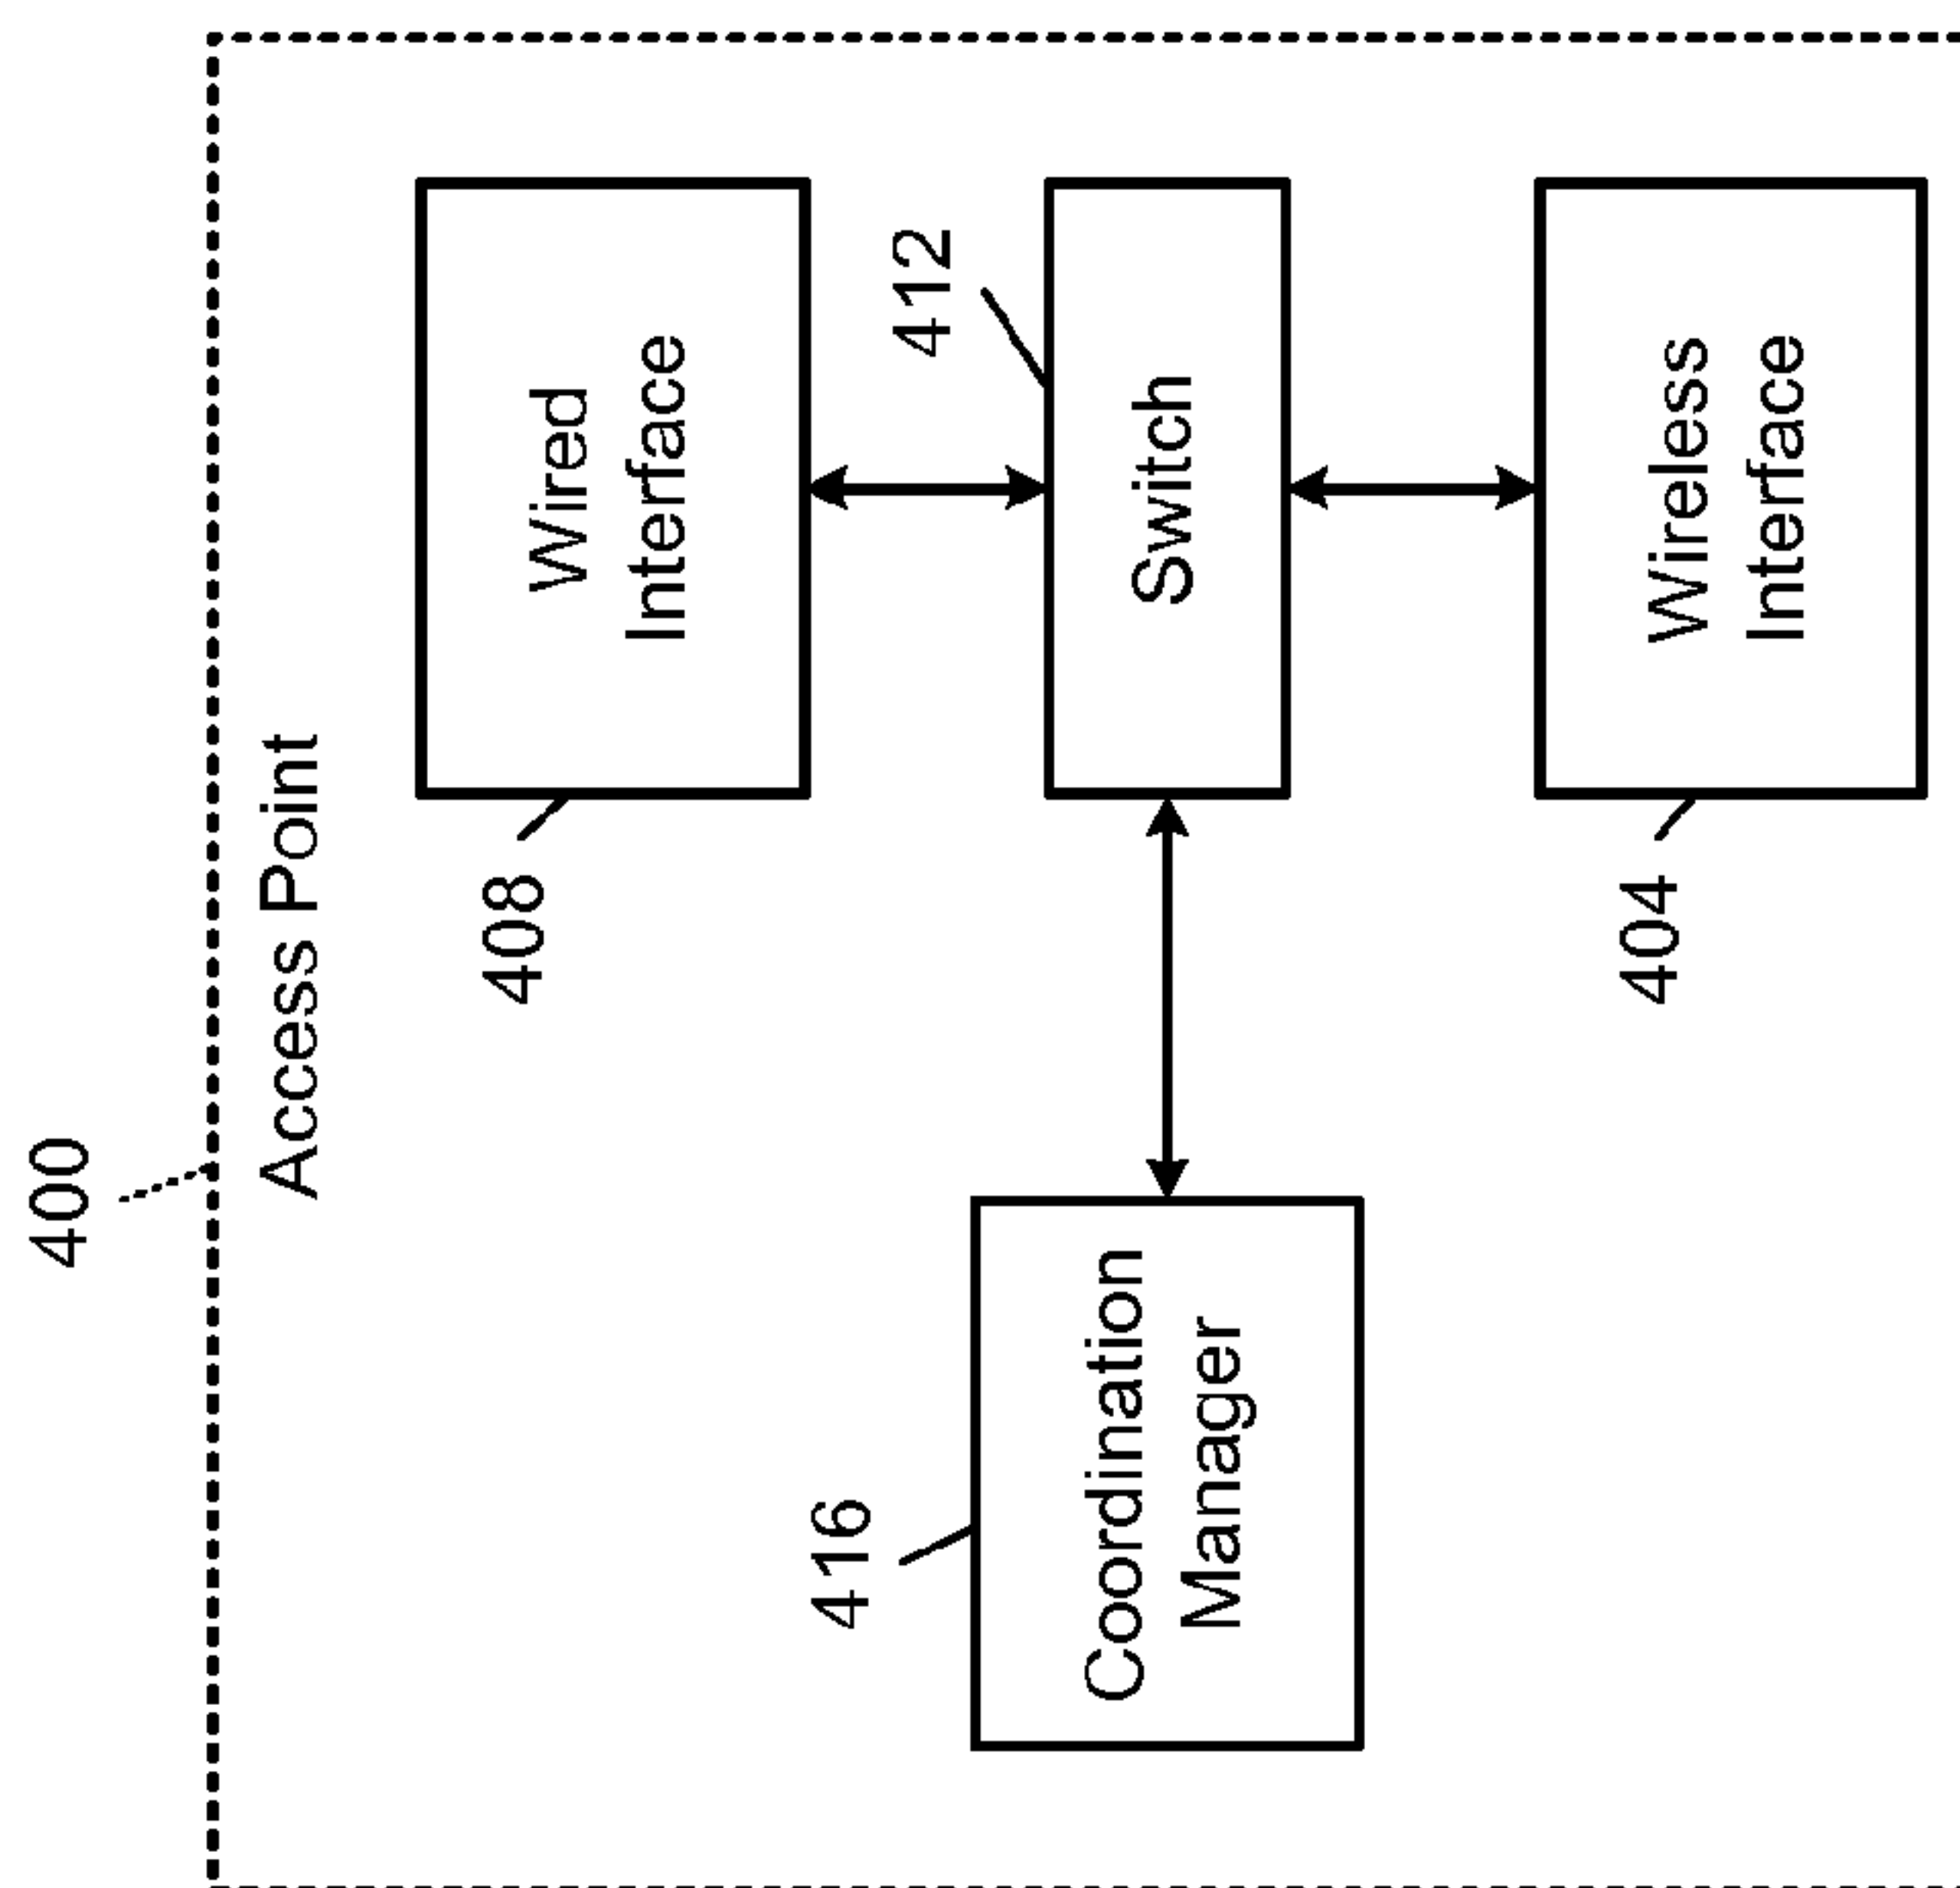 400
Access Point
416
Coordination
Manager
408
Wired
Interface
412
Switch
404
Wireless
Interface